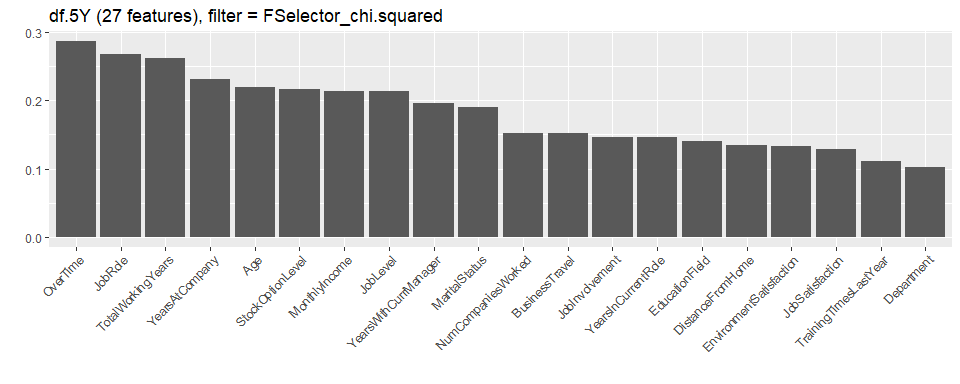 df.5Y (27 features), filter = FSelector_chi.squared
0.3
0.2
0.1
0.0
OverTime
JobRole
TotalWorkingYears
YearsAtCompany
Age
StockOptionLevel
MonthlyIncome
JobLevel
YearsWithCurrManager
MaritalStatus
NumCompaniesWorked
BusinessTravel
JobInvolvement
YearsInCurrentRole
EducationField
DistanceFromHome
EnvironmentSatisfaction
JobSatisfaction
TrainingTimesLastYear
Department